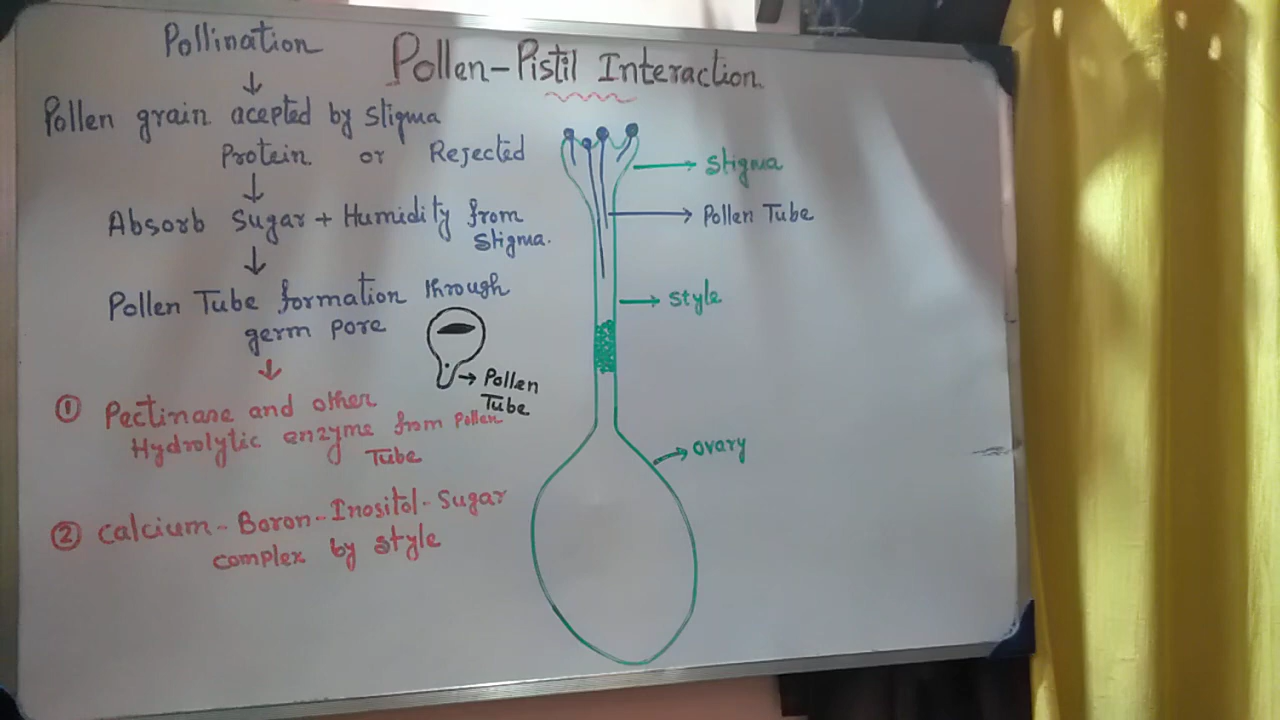 Pollen-Pistil Interaction
Pollination
↓
Pollen grain acepted by stigma
Protein or Rejected
↓
Absorb Sugar + Humidity from
Stigma.
↓
Pollen Tube formation through
germ pore
↓
① Pectinase and other
Hydrolytic enzyme from Pollen
Tube
② Calcium-Boron-Inositol-Sugar
complex by style
→ Pollen
Tube
→ Stigma
→ Pollen Tube
→ Style
→ ovary